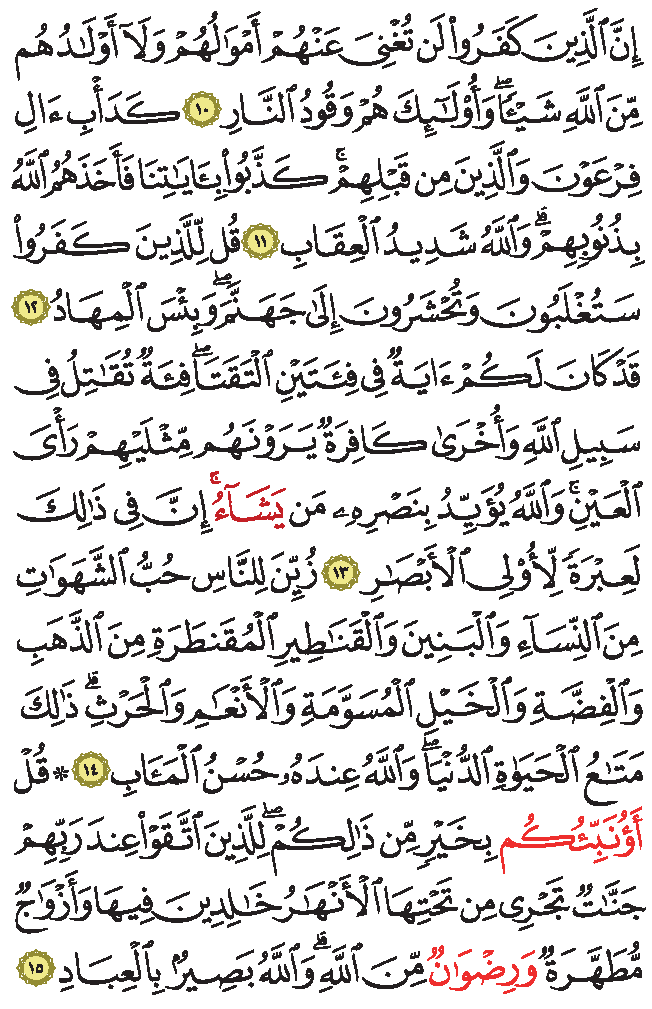 إِنَّ ٱلَّذِينَ كَفَرُوا۟ لَن تُغْنِىَ عَنْهُمْ أَمْوَٰلُهُمْ وَلَآ أَوْلَـٰدُهُم
مِّنَ ٱللَّهِ شَيْـًٔا ۖ وَأُو۟لَـٰٓئِكَ هُمْ وَقُودُ ٱلنَّارِ ١٠ كَدَأْبِ ءَالِ
فِرْعَوْنَ وَٱلَّذِينَ مِن قَبْلِهِمْ ۚ كَذَّبُوا۟ بِـَٔايَـٰتِنَا فَأَخَذَهُمُ ٱللَّهُ
بِذُنُوبِهِمْ ۗ وَٱللَّهُ شَدِيدُ ٱلْعِقَابِ ١١ قُل لِّلَّذِينَ كَفَرُوا۟
سَتُغْلَبُونَ وَتُحْشَرُونَ إِلَىٰ جَهَنَّمَ ۖ وَبِئْسَ ٱلْمِهَادُ ١٢
قَدْ كَانَ لَكُمْ ءَايَةٌ فِى فِئَتَيْنِ ٱلْتَقَتَا ۖ فِئَةٌ تُقَـٰتِلُ فِى
سَبِيلِ ٱللَّهِ وَأُخْرَىٰ كَافِرَةٌ يَرَوْنَهُم مِّثْلَيْهِمْ رَأْىَ
ٱلْعَيْنِ ۚ وَٱللَّهُ يُؤَيِّدُ بِنَصْرِهِۦ مَن يَشَآءُ ۚ إِنَّ فِى ذَٰلِكَ
لَعِبْرَةً لِّأُو۟لِى ٱلْأَبْصَـٰرِ ١٣ زُيِّنَ لِلنَّاسِ حُبُّ ٱلشَّهَوَٰتِ
مِنَ ٱلنِّسَآءِ وَٱلْبَنِينَ وَٱلْقَنَـٰطِيرِ ٱلْمُقَنطَرَةِ مِنَ ٱلذَّهَبِ
وَٱلْفِضَّةِ وَٱلْخَيْلِ ٱلْمُسَوَّمَةِ وَٱلْأَنْعَـٰمِ وَٱلْحَرْثِ ۗ ذَٰلِكَ
مَتَـٰعُ ٱلْحَيَوٰةِ ٱلدُّنْيَا ۖ وَٱللَّهُ عِندَهُۥ حُسْنُ ٱلْمَـَٔابِ ١٤ * قُلْ
أَؤُنَبِّئُكُم بِخَيْرٍ مِّن ذَٰلِكُمْ ۖ لِلَّذِينَ ٱتَّقَوْا۟ عِندَ رَبِّهِمْ
جَنَّـٰتٌ تَجْرِى مِن تَحْتِهَا ٱلْأَنْهَـٰرُ خَـٰلِدِينَ فِيهَا وَأَزْوَٰجٌ
مُّطَهَّرَةٌ وَرِضْوَٰنٌ مِّنَ ٱللَّهِ ۗ وَٱللَّهُ بَصِيرٌۢ بِٱلْعِبَادِ ١٥